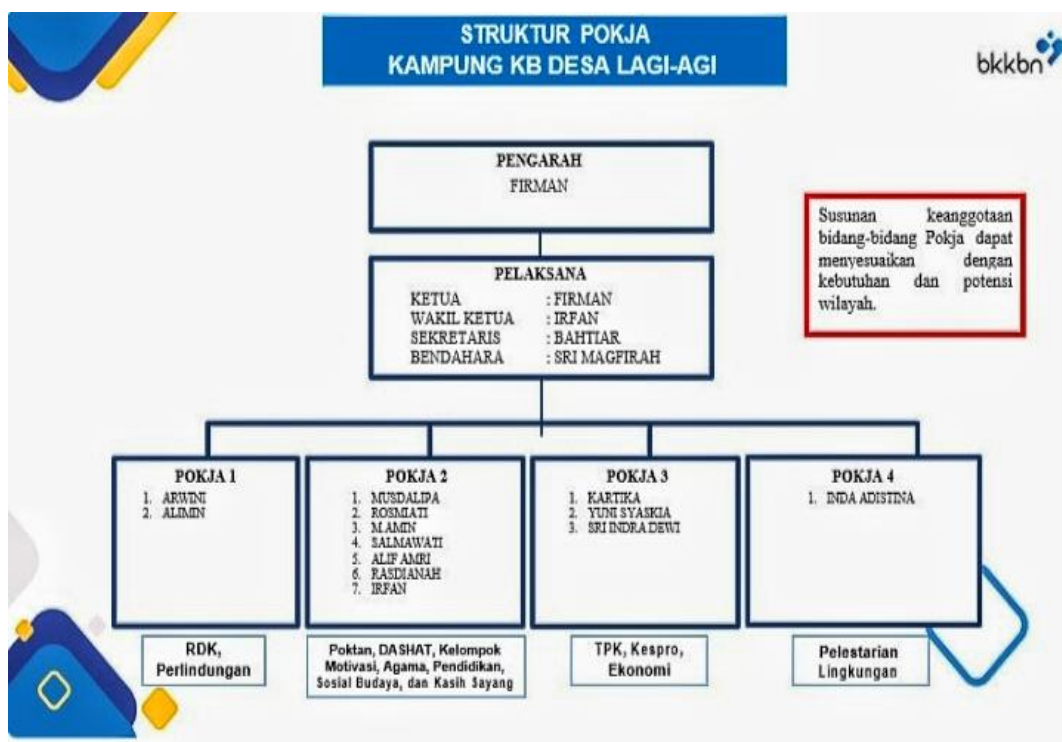 STRUKTUR POKJA
KAMPUNG KB DESA LAGI-AGI
bkkbn
PENGARAH
FIRMAN
Susunan keanggotaan
bidang-bidang Pokja dapat
menyesuaikan dengan
kebutuhan dan potensi
wilayah.
PELAKSANA
KETUA : FIRMAN
WAKIL KETUA : IRFAN
SEKRETARIS : BAHTIAR
BENDAHARA : SRI MAGFIRAH
POKJA 1
1. ARWINI
2. ALIMIN
POKJA 2
1. MUSDALIPA
2. ROSMIATI
3. M.AMIN
4. SALMAWATI
5. ALIF AMRI
6. RASDIANAH
7. IRFAN
POKJA 3
1. KARTIKA
2. YUNI SYASKIA
3. SRI INDRA DEWI
POKJA 4
1. INDA ADISTINA
RDK,
Perlindungan
Poktan, DASHAT, Kelompok
Motivasi, Agama, Pendidikan,
Sosial Budaya, dan Kasih Sayang
TPK, Kespro,
Ekonomi
Pelestarian
Lingkungan